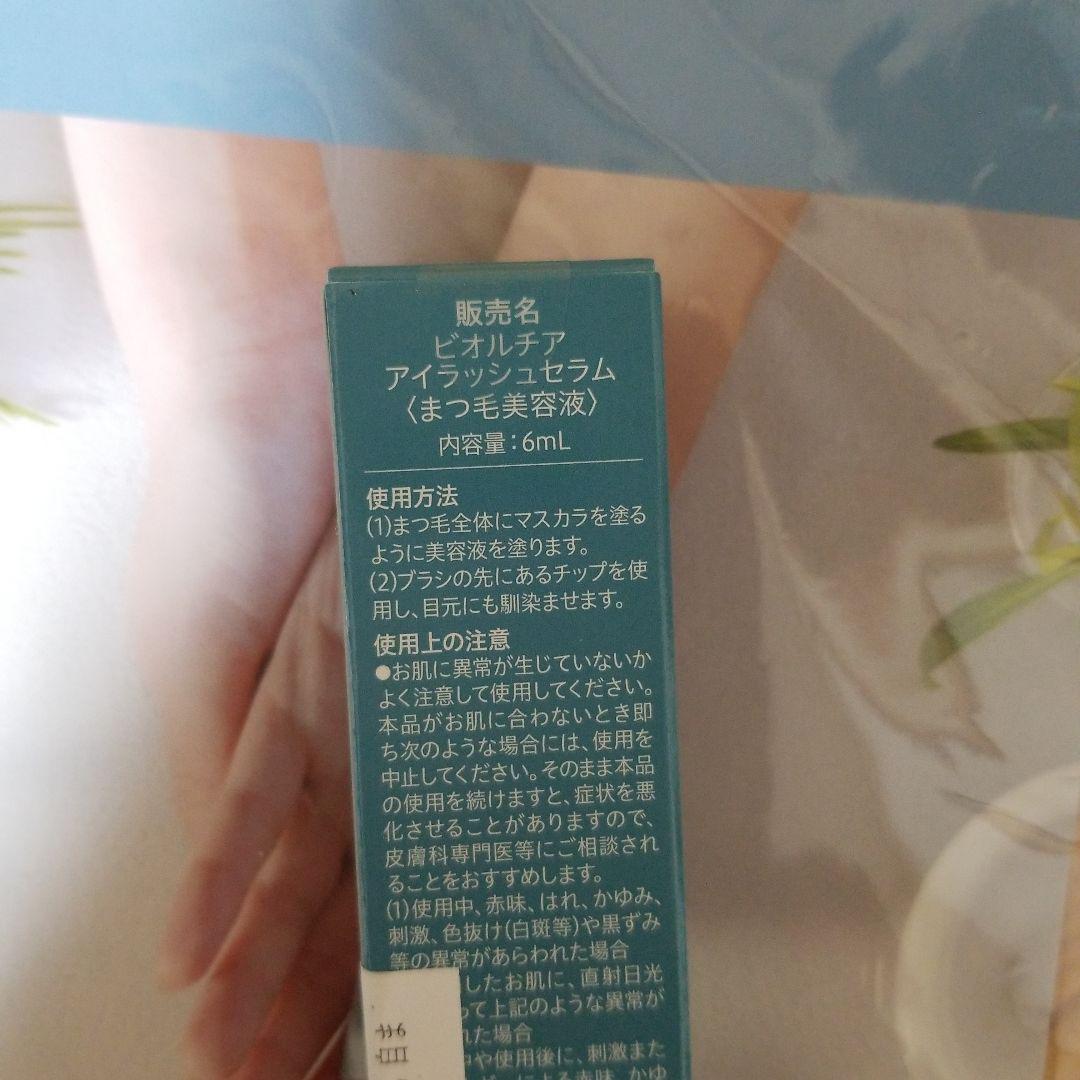 販売名
ビオルチア
アイラッシュセラム
〈まつ毛美容液〉
内容量:6mL
使用方法
(1)まつ毛全体にマスカラを塗る
ように美容液を塗ります。
(2)ブラシの先にあるチップを使
用し、目元にも馴染ませます。
使用上の注意
●お肌に異常が生じていないか
よく注意して使用してください。
本品がお肌に合わないとき即
ち次のような場合には、使用を
中止してください。そのまま本品
の使用を続けますと、症状を悪
化させることがありますので、
皮膚科専門医等にご相談され
ることをおすすめします。
(1)使用中、赤味、はれ、かゆみ、
刺激、色抜け(白斑等)や黒ずみ
等の異常があらわれた場合
したお肌に、直射日光
って上記のような異常が
れた場合
中や使用後に、刺激また
による赤味、かゆ